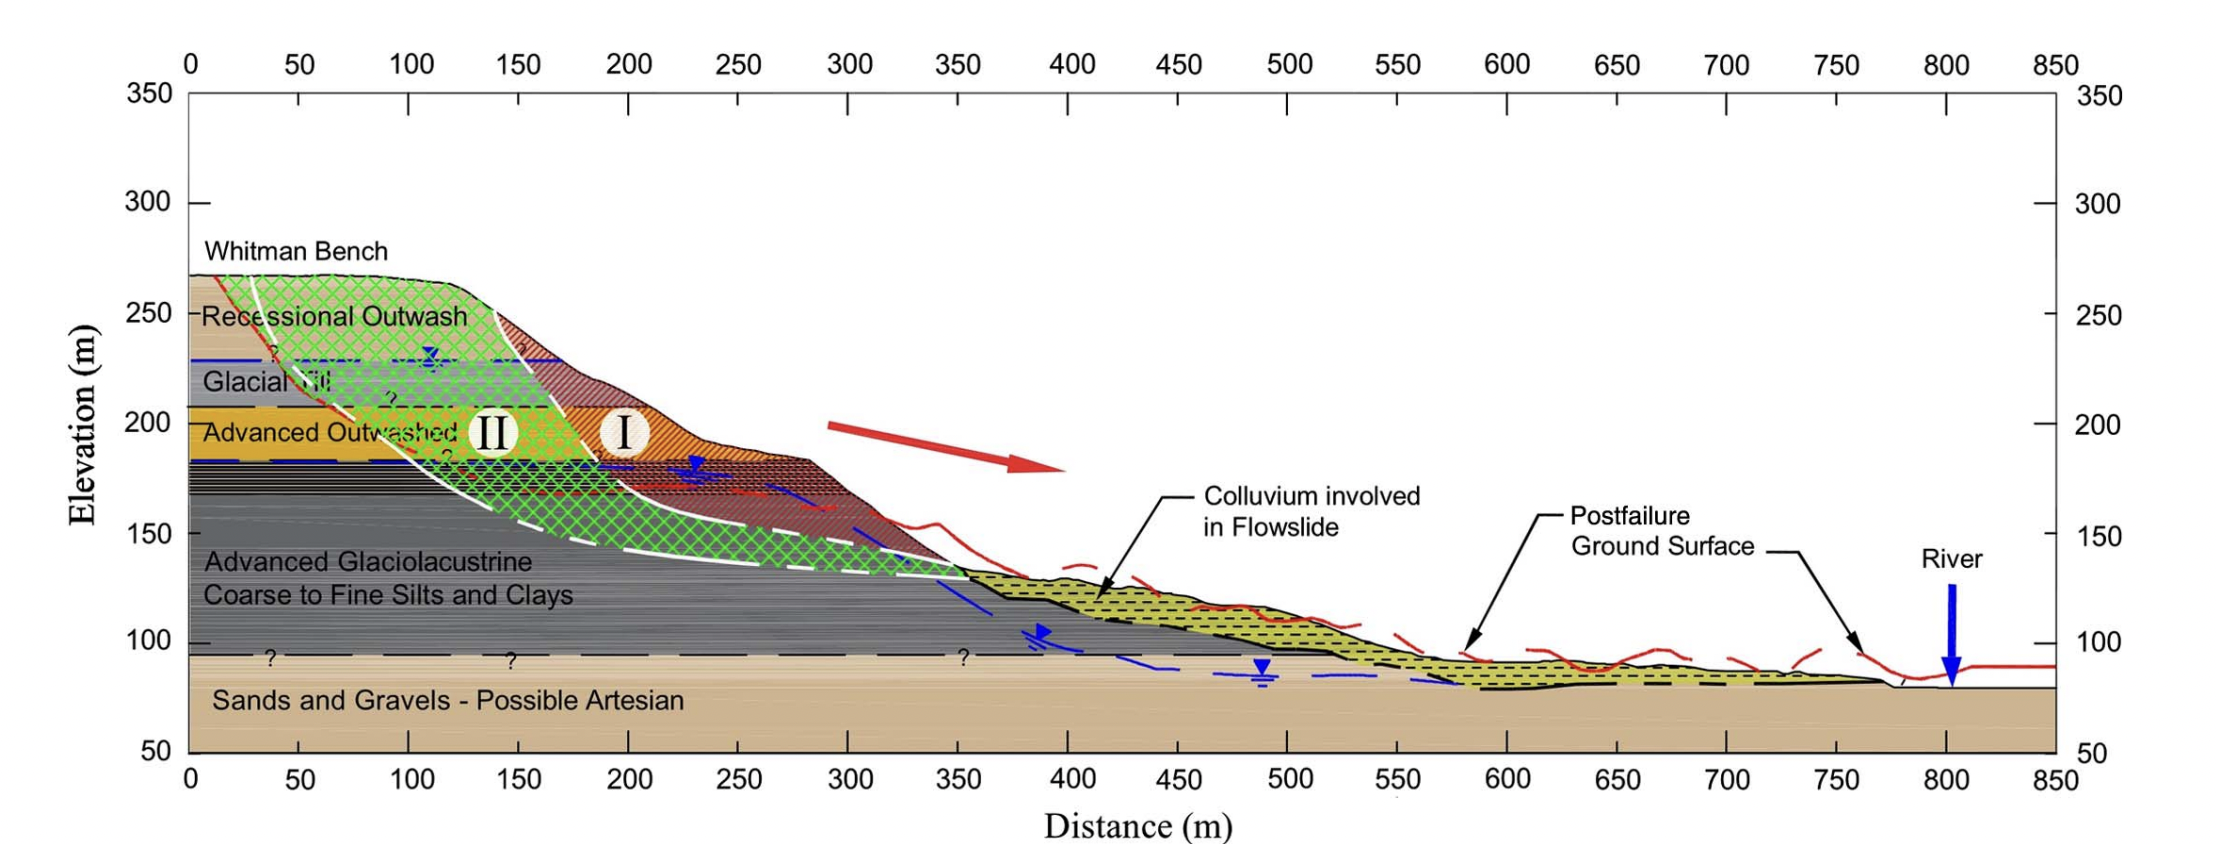 0 50 100 150 200 250 300 350 400 450 500 550 600 650 700 750 800 850
350 350
300 300
Whitman Bench
250 250
Recessional Outwash
?
?
Glacial Till
?
200 200
Advanced Outwashed
II
I
?
Elevation (m)
Colluvium involved
in Flowslide
Postfailure
Ground Surface
150 150
River
Advanced Glaciolacustrine
Coarse to Fine Silts and Clays
100 100
? ? ?
Sands and Gravels - Possible Artesian
50 50
0 50 100 150 200 250 300 350 400 450 500 550 600 650 700 750 800 850
Distance (m)